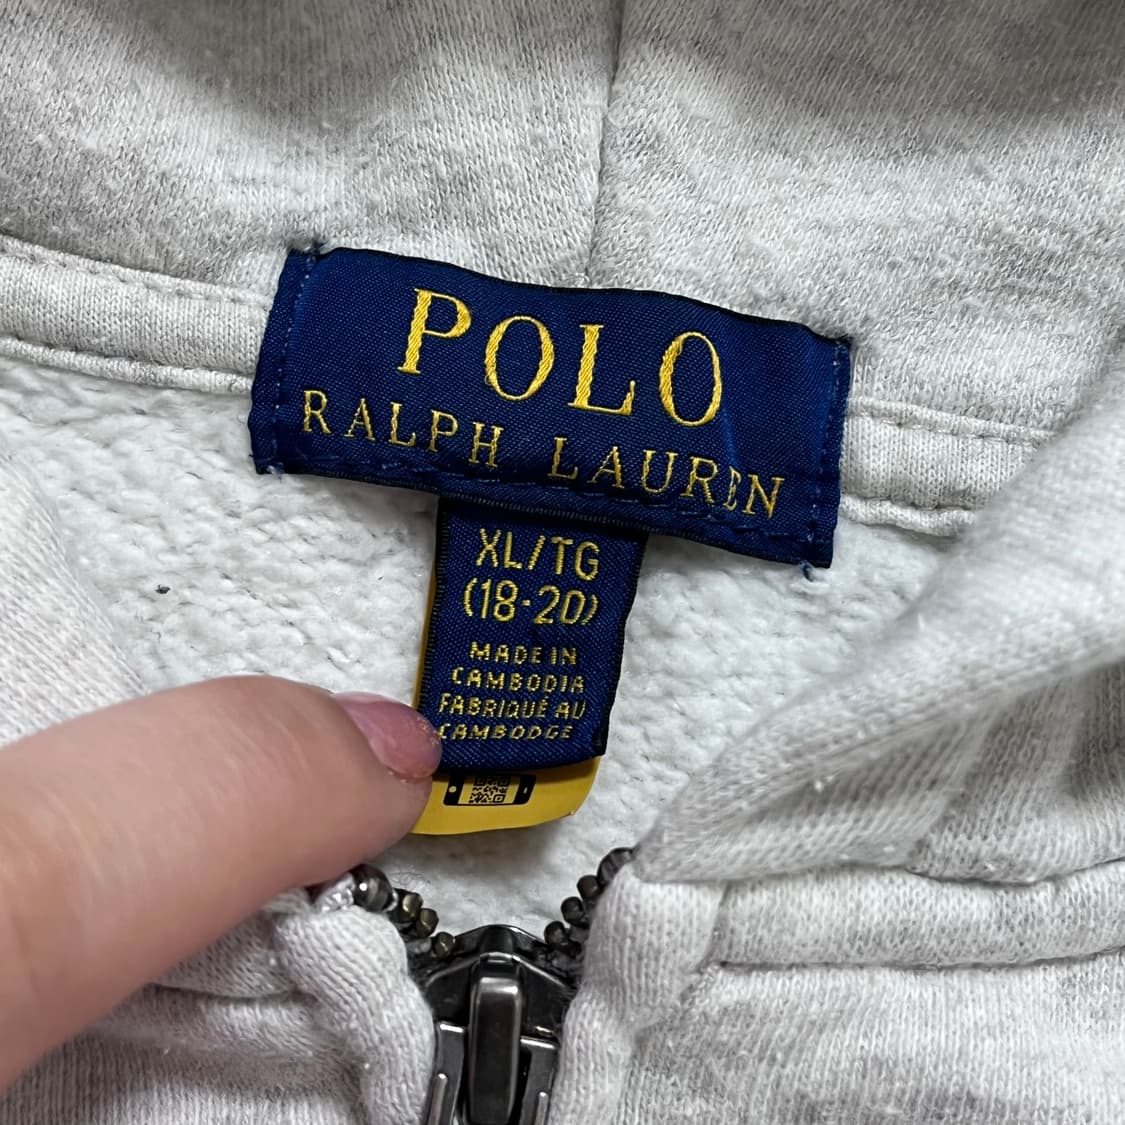 POLO
RALPH LAUREN
XL/TG
(18-20)
MADE IN
CAMBODIA
FABRIQUÉ AU
CAMBODGE